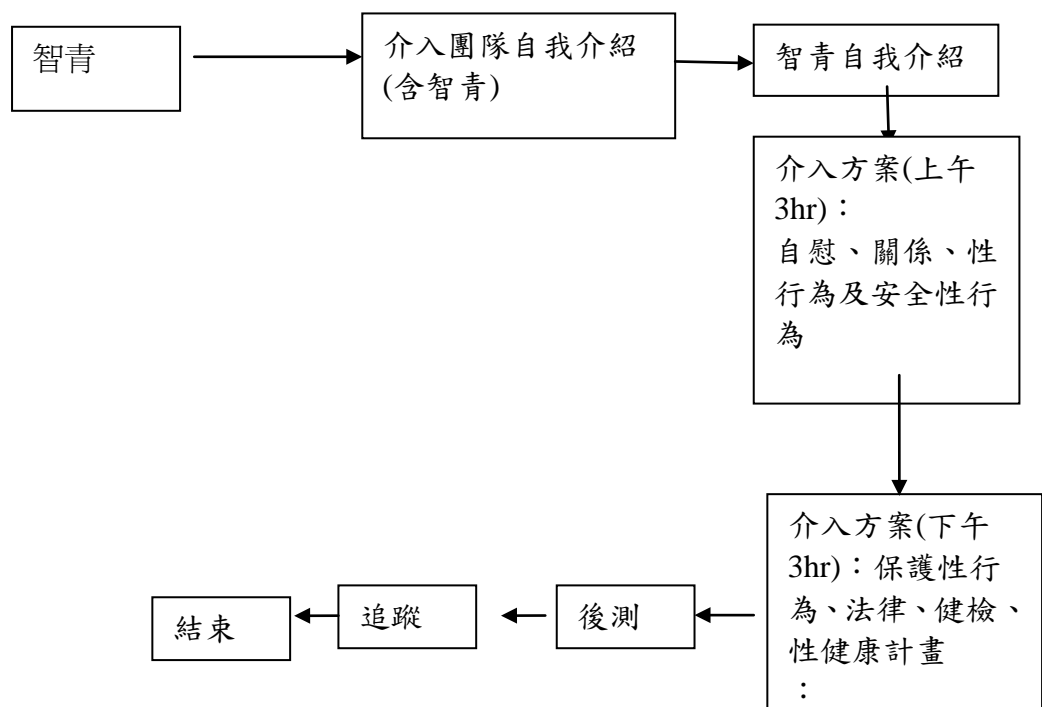 智青
介入團隊自我介紹
(含智青)
智青自我介紹
介入方案(上午
3hr)：
自慰、關係、性
行為及安全性行
為
介入方案(下午
3hr)：保護性行
為、法律、健檢、
性健康計畫
：
後測
追蹤
結束